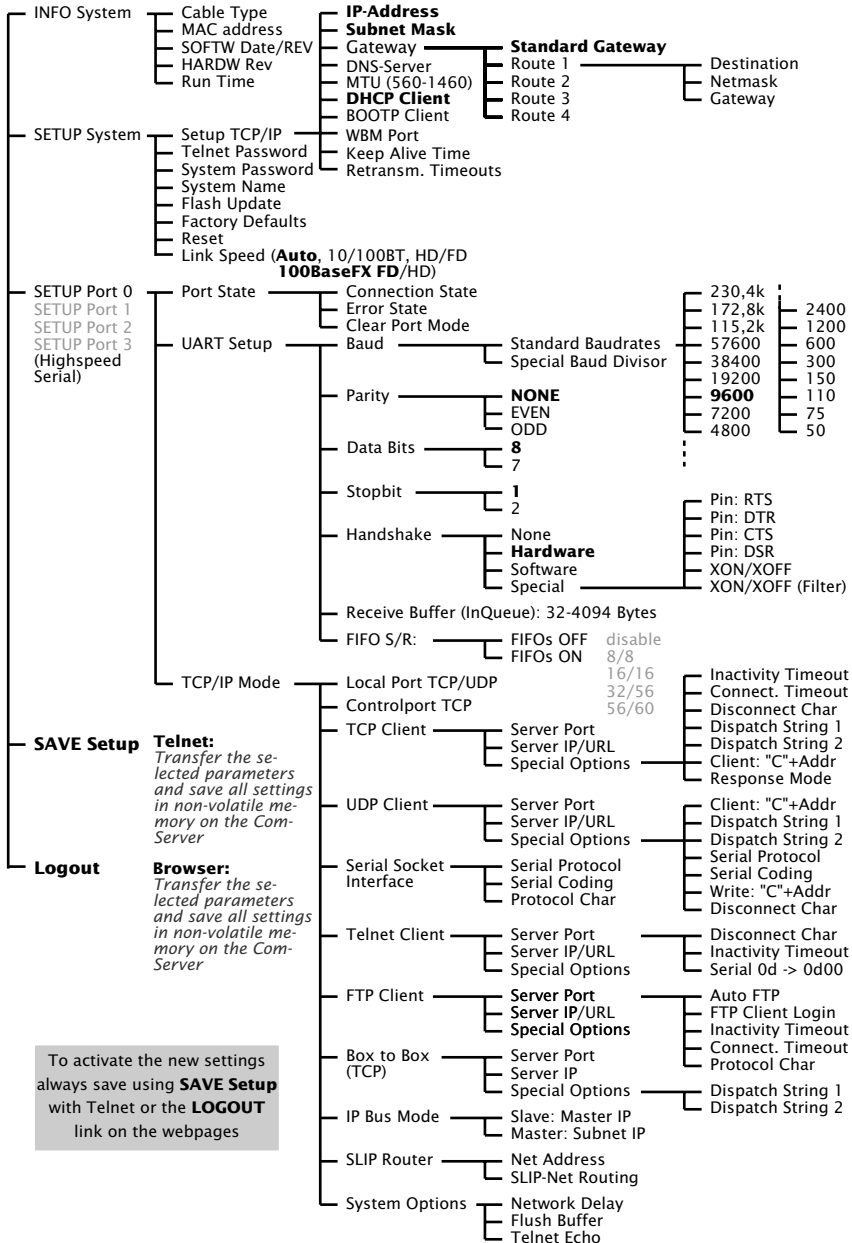 INFO System
Cable Type
MAC address
SOFTW Date/REV
HARDW Rev
Run Time
SETUP System
Setup TCP/IP
Telnet Password
System Password
System Name
Flash Update
Factory Defaults
Reset
Link Speed (Auto, 10/100BT, HD/FD
100BaseFX FD/HD)
IP-Address
Subnet Mask
Gateway
DNS-Server
MTU (560-1460)
DHCP Client
BOOTP Client
WBM Port
Keep Alive Time
Retransm. Timeouts
Standard Gateway
Route 1
Route 2
Route 3
Route 4
Destination
Netmask
Gateway
SETUP Port 0
SETUP Port 1
SETUP Port 2
SETUP Port 3
(Highspeed
Serial)
Port State
Connection State
Error State
Clear Port Mode
UART Setup
Baud
Standard Baudrates
Special Baud Divisor
230,4k
172,8k
115,2k
57600
38400
19200
9600
7200
4800
2400
1200
600
300
150
110
75
50
Parity
NONE
EVEN
ODD
Data Bits
8
7
Stopbit
1
2
Handshake
None
Hardware
Software
Special
Pin: RTS
Pin: DTR
Pin: CTS
Pin: DSR
XON/XOFF
XON/XOFF (Filter)
Receive Buffer (InQueue): 32-4094 Bytes
FIFO S/R:
FIFOs OFF
FIFOs ON
disable
8/8
16/16
32/56
56/60
TCP/IP Mode
Local Port TCP/UDP
Controlport TCP
TCP Client
Server Port
Server IP/URL
Special Options
Inactivity Timeout
Connect. Timeout
Disconnect Char
Dispatch String 1
Dispatch String 2
Client: "C"+Addr
Response Mode
UDP Client
Server Port
Server IP/URL
Special Options
Client: "C"+Addr
Dispatch String 1
Dispatch String 2
Serial Protocol
Serial Coding
Write: "C"+Addr
Disconnect Char
Serial Socket
Interface
Serial Protocol
Serial Coding
Protocol Char
Telnet Client
Server Port
Server IP/URL
Special Options
Disconnect Char
Inactivity Timeout
Serial 0d -> 0d00
FTP Client
Server Port
Server IP/URL
Special Options
Auto FTP
FTP Client Login
Inactivity Timeout
Connect. Timeout
Protocol Char
Box to Box
(TCP)
Server Port
Server IP
Special Options
Dispatch String 1
Dispatch String 2
IP Bus Mode
Slave: Master IP
Master: Subnet IP
SLIP Router
Net Address
SLIP-Net Routing
System Options
Network Delay
Flush Buffer
Telnet Echo
SAVE Setup
Telnet:
Transfer the se-
lected parameters
and save all settings
in non-volatile me-
mory on the Com-
Server
Logout
Browser:
Transfer the se-
lected parameters
and save all settings
in non-volatile me-
mory on the Com-
Server
To activate the new settings
always save using SAVE Setup
with Telnet or the LOGOUT
link on the webpages